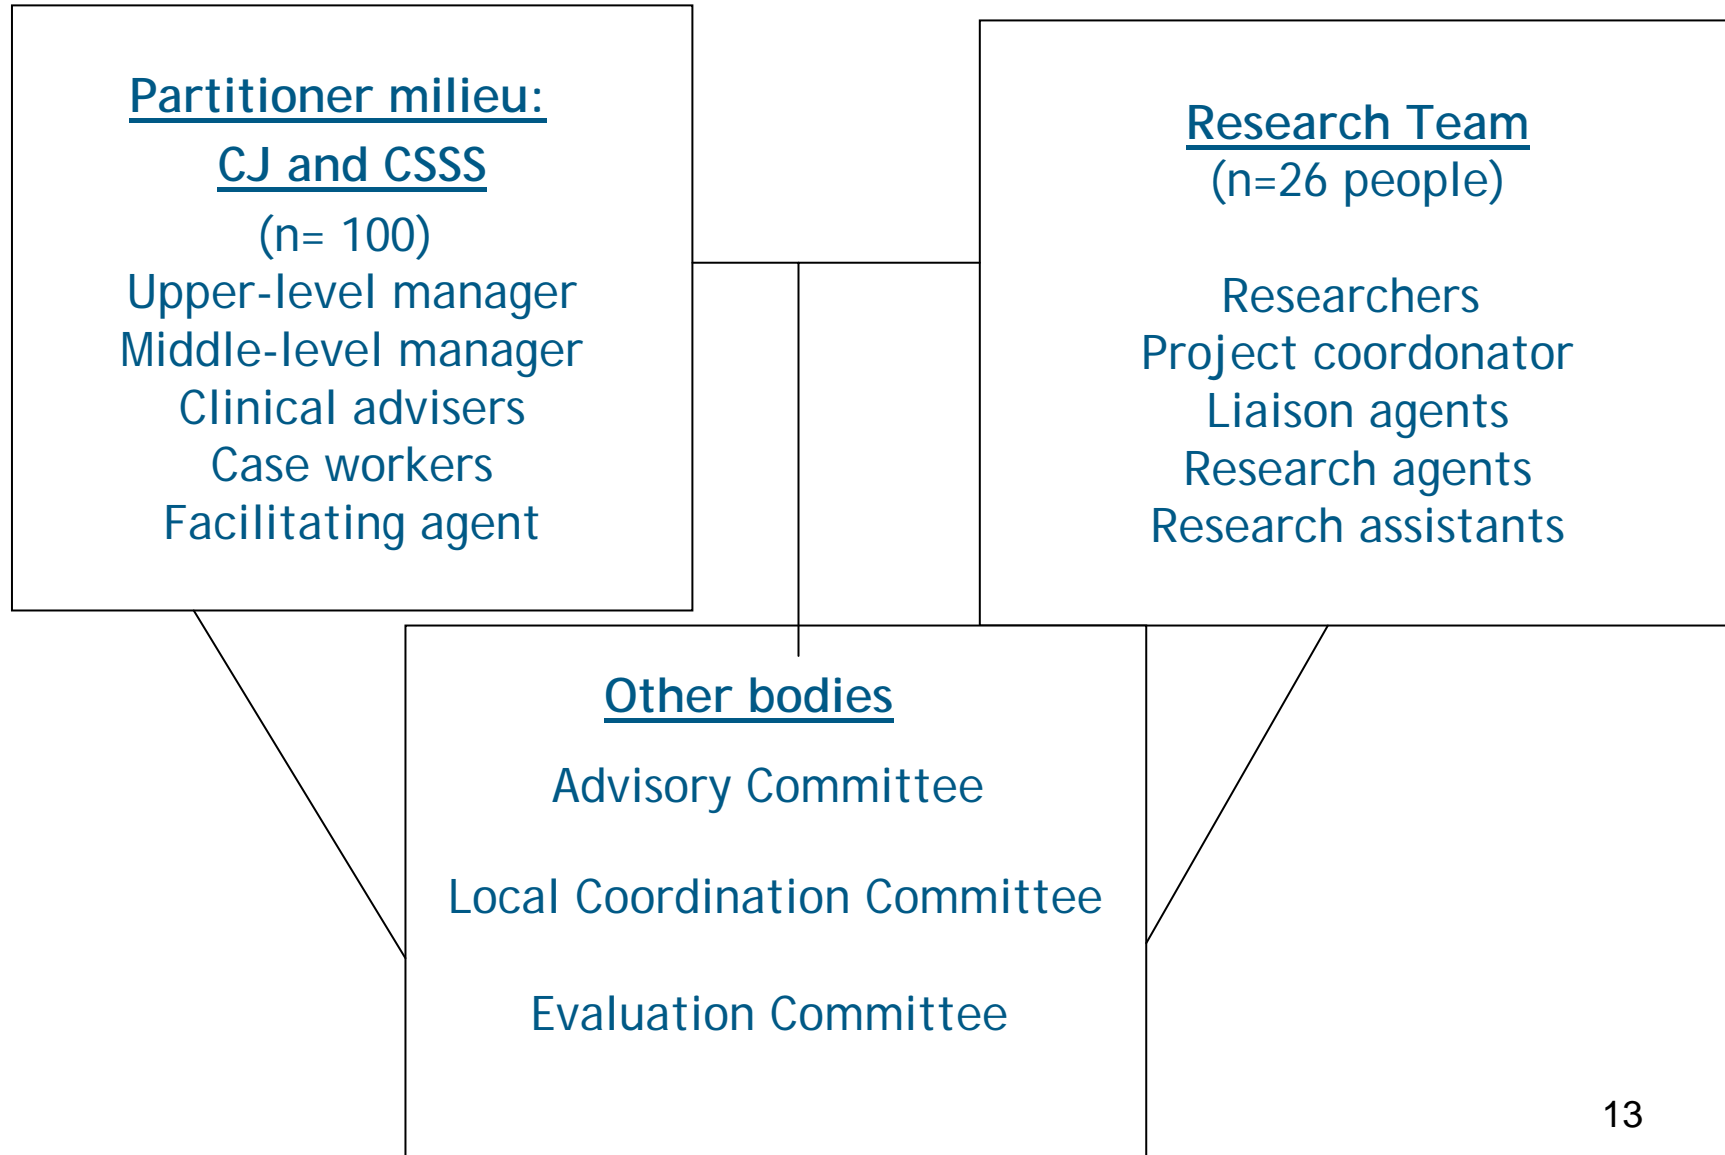 Partitioner milieu:
CJ and CSSS
(n= 100)
Upper-level manager
Middle-level manager
Clinical advisers
Case workers
Facilitating agent
Research Team
(n=26 people)
Researchers
Project coordonator
Liaison agents
Research agents
Research assistants
Other bodies
Advisory Committee
Local Coordination Committee
Evaluation Committee
13